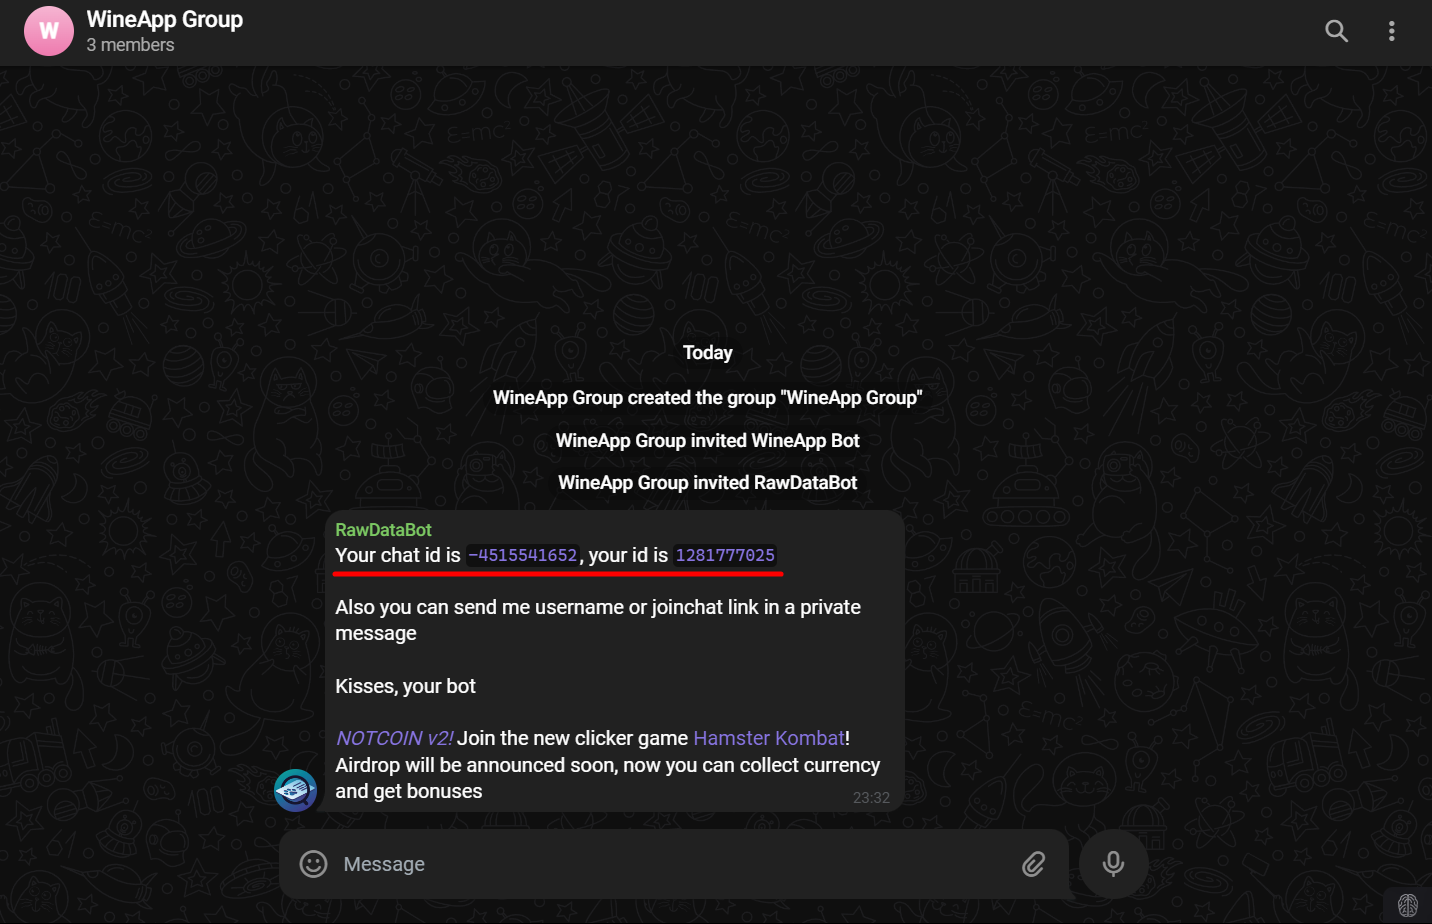 W
WineApp Group
3 members
Today
WineApp Group created the group "WineApp Group"
WineApp Group invited WineApp Bot
WineApp Group invited RawDataBot
RawDataBot
Your chat id is -4515541652, your id is 1281777025
Also you can send me username or joinchat link in a private
message
Kisses, your bot
NOTCOIN v2! Join the new clicker game Hamster Kombat!
Airdrop will be announced soon, now you can collect currency
and get bonuses
23:32
Message